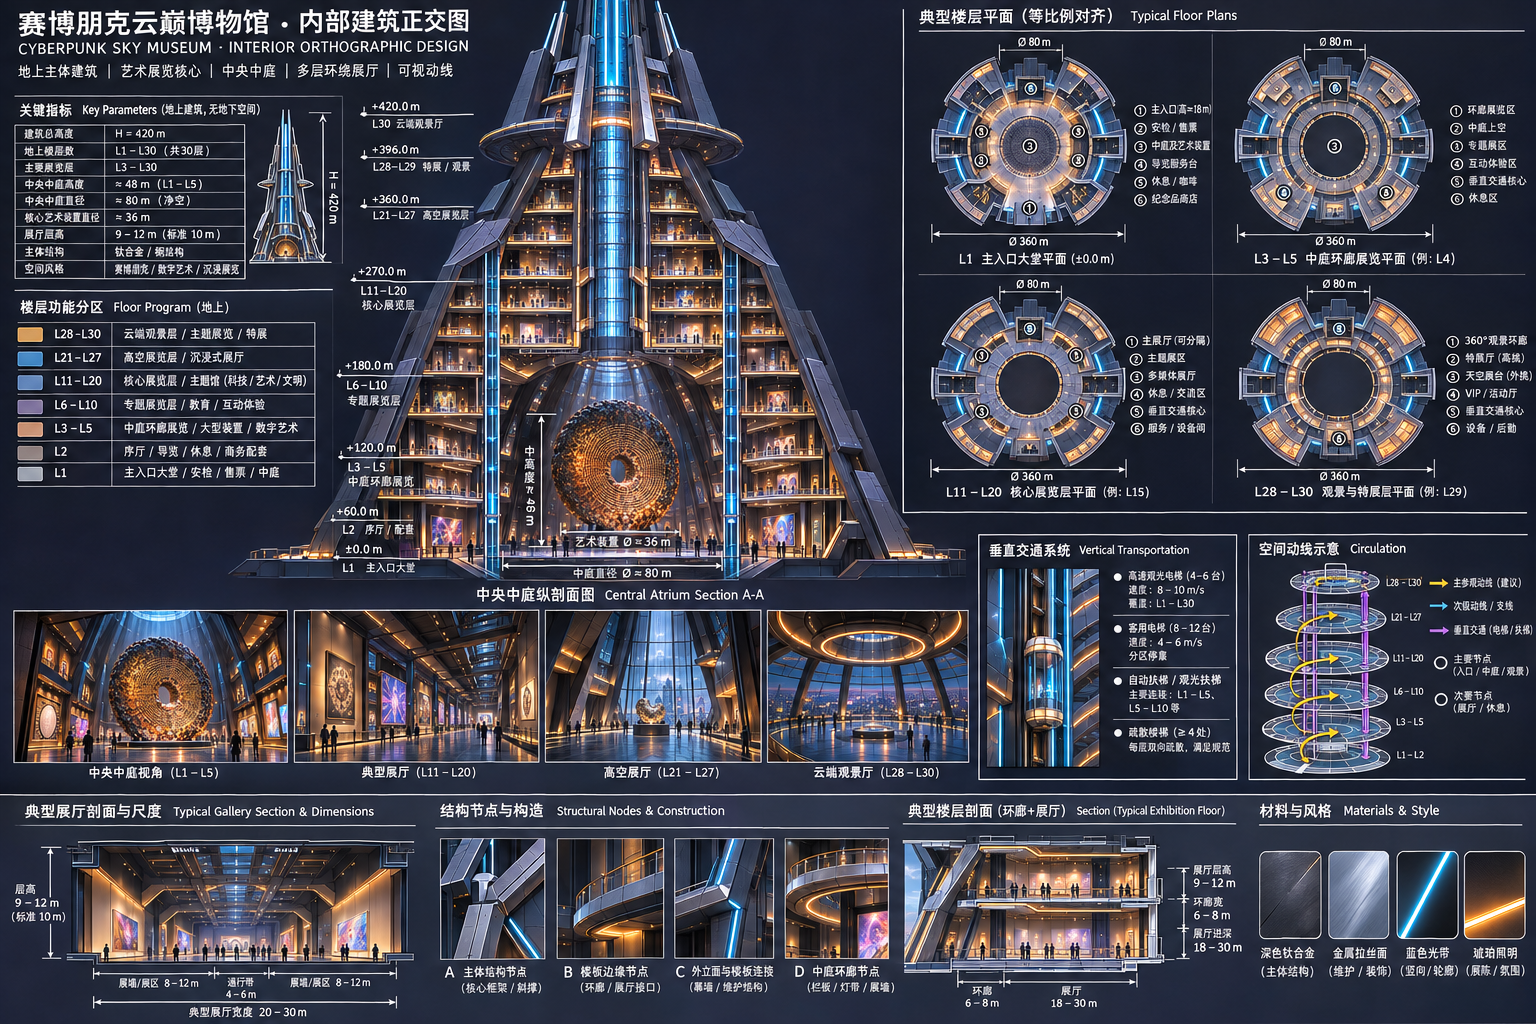 赛博朋克云巅博物馆 · 内部建筑正交图
CYBERPUNK SKY MUSEUM · INTERIOR ORTHOGRAPHIC DESIGN
地上主体建筑 | 艺术展览核心 | 中央中庭 | 多层环绕展厅 | 可视动线
关键指标 Key Parameters (地上建筑, 无地下空间)
建筑总高度 H = 420 m
地上楼层数 L1 – L30 (共30层)
主要展览层 L3 – L30
中央中庭高度 ≈ 48 m (L1 – L5)
中央中庭直径 ≈ 80 m (净空)
核心艺术装置直径 ≈ 36 m
展厅层高 9 – 12 m (标准 10 m)
主体结构 钛合金 / 钢结构
空间风格 赛博朋克 / 数字艺术 / 沉浸展览
H = 420 m
楼层功能分区 Floor Program (地上)
L28 – L30 云端观景层 / 主题展览 / 特展
L21 – L27 高空展览层 / 沉浸式展厅
L11 – L20 核心展览层 / 主题馆 (科技 / 艺术 / 文明)
L6 – L10 专题展览层 / 教育 / 互动体验
L3 – L5 中庭环廊展览 / 大型装置 / 数字艺术
L2 序厅 / 导览 / 休息 / 商务配套
L1 主入口大堂 / 安检 / 售票 / 中庭
+420.0 m
L30 云端观景厅
+396.0 m
L28–L29 特展 / 观景
+360.0 m
L21–L27 高空展览层
+270.0 m
L11–L20
核心展览层
+180.0 m
L6 – L10
专题展览层
+120.0 m
L3 – L5
中庭环廊展览
+60.0 m
L2 序厅 / 配套
±0.0 m
L1 主入口大堂
艺术装置 Ø ≈ 36 m
中庭直径 Ø ≈ 80 m
中央中庭纵剖面图 Central Atrium Section A-A
典型楼层平面 (等比例对齐) Typical Floor Plans
Ø 80 m
① 主入口(高≈18m)
② 安检 / 售票
③ 中庭及艺术装置
④ 导览服务台
⑤ 休息 / 咖啡
⑥ 纪念品商店
Ø 360 m
L1 主入口大堂平面 (±0.0 m)
Ø 80 m
① 环廊展览区
② 中庭上空
③ 专题展区
④ 互动体验区
⑤ 垂直交通核心
⑥ 休息区
Ø 360 m
L3 – L5 中庭环廊展览平面 (例: L4)
Ø 80 m
① 主展厅 (可分隔)
② 主题展区
③ 多媒体展厅
④ 休息 / 交流区
⑤ 垂直交通核心
⑥ 服务 / 设备间
Ø 360 m
L11 – L20 核心展览层平面 (例: L15)
Ø 80 m
① 360°观景环廊
② 特展厅 (高挑)
③ 天空展台 (外挑)
④ VIP / 活动厅
⑤ 垂直交通核心
⑥ 设备 / 后勤
Ø 360 m
L28 – L30 观景与特展层平面 (例: L29)
垂直交通系统 Vertical Transportation
高速观光电梯 (4–6 台)
速度: 8 – 10 m/s
L1 – L30
客用电梯 (8 – 12台)
速度: 4 – 6 m/s
分区停靠
自动扶梯 / 观光扶梯
主要连接: L1 – L5、
L5 – L10 等
疏散楼梯 (≥ 4 处)
每层双向疏散, 满足规范
空间动线示意 Circulation
L28 – L30
L21 – L27
L11 – L20
L6 – L10
L3 – L5
L1 – L2
主参观动线 (建议)
次级动线 / 支线
垂直交通 (电梯 / 扶梯)
主要节点
(入口 / 中庭 / 观景)
次要节点
(展厅 / 休息)
中央中庭视角 (L1 – L5)
典型展厅 (L11 – L20)
高空展厅 (L21 – L27)
云端观景厅 (L28 – L30)
典型展厅剖面与尺度 Typical Gallery Section & Dimensions
层高
9 – 12 m
(标准 10 m)
展墙/展区 8 – 12 m
通行带
4 – 6 m
展墙/展区 8 – 12 m
典型展厅宽度 20 – 30 m
结构节点与构造 Structural Nodes & Construction
A 主体结构节点
(核心框架 / 斜撑)
B 楼板边缘节点
(环廊 / 展厅接口)
C 外立面与楼板连接
(幕墙 / 维护结构)
D 中庭环廊节点
(栏板 / 灯带 / 展墙)
典型楼层剖面 (环廊+展厅) Section (Typical Exhibition Floor)
展厅层高
9 – 12 m
环廊宽
6 – 8 m
展厅进深
18 – 30 m
环廊
6 – 8 m
展厅
18 – 30 m
材料与风格 Materials & Style
深色钛合金
(主体结构)
金属拉丝面
(维护 / 装饰)
蓝色光带
(竖向 / 轮廓)
琥珀照明
(展陈 / 氛围)